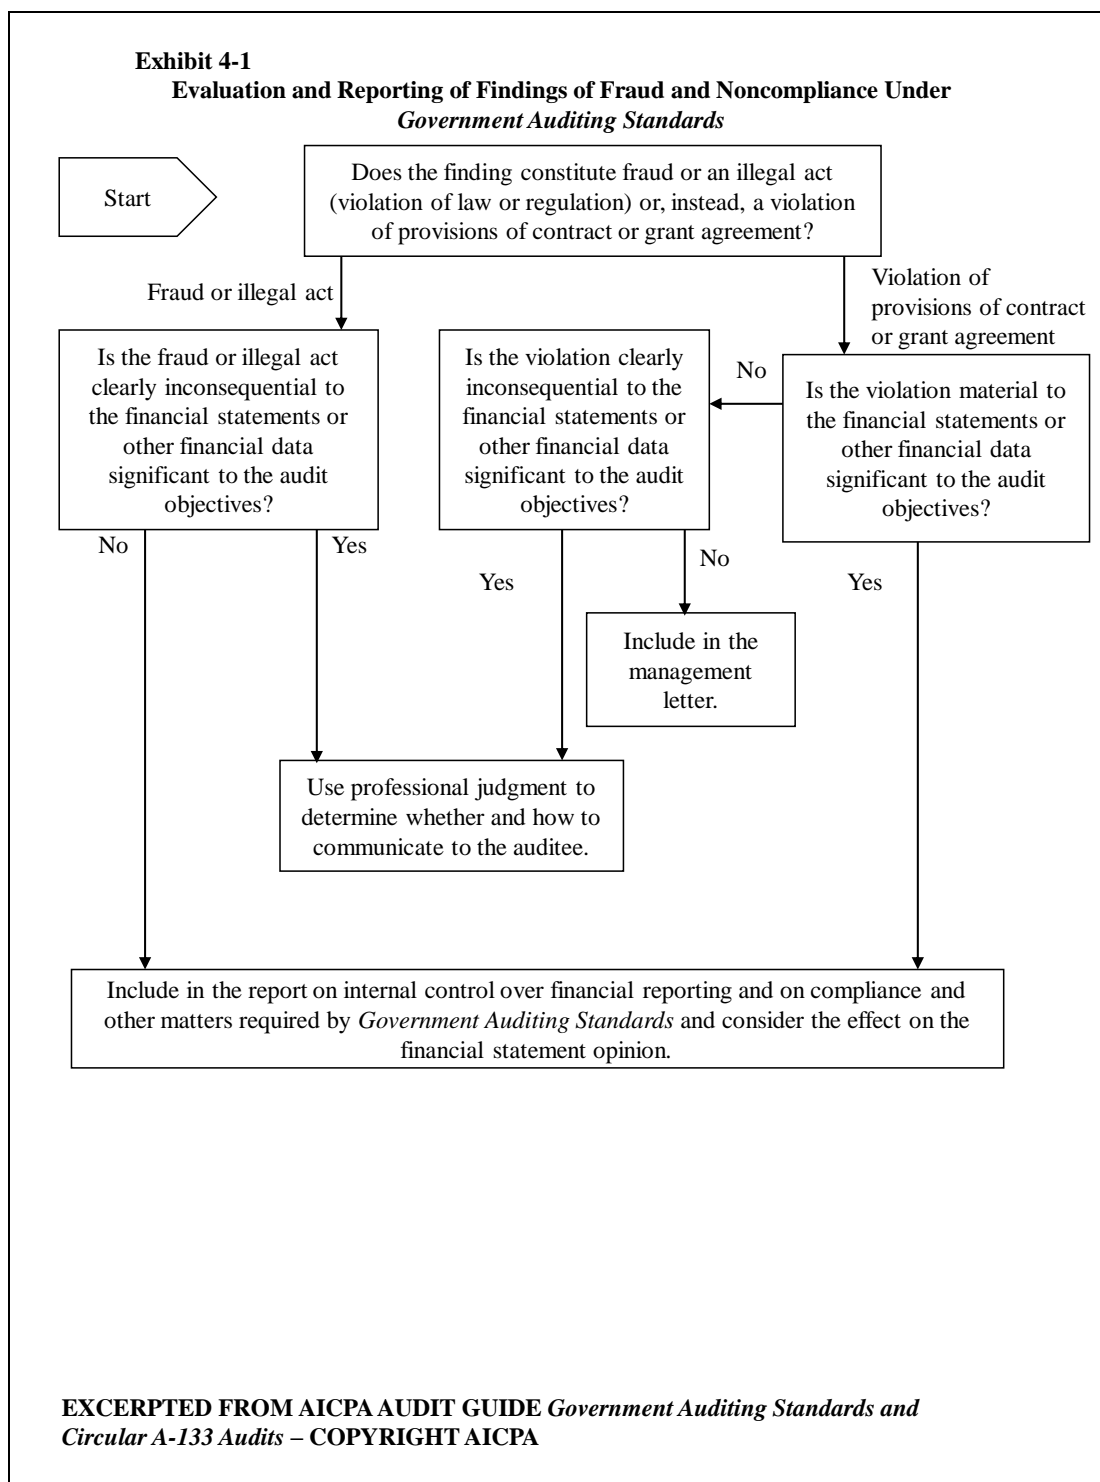 Exhibit 4-1
Evaluation and Reporting of Findings of Fraud and Noncompliance Under
Government Auditing Standards
Start
Does the finding constitute fraud or an illegal act
(violation of law or regulation) or, instead, a violation
of provisions of contract or grant agreement?
Fraud or illegal act
Violation of
provisions of contract
or grant agreement
Is the fraud or illegal act
clearly inconsequential to
the financial statements or
other financial data
significant to the audit
objectives?
Is the violation clearly
inconsequential to the
financial statements or
other financial data
significant to the audit
objectives?
No
Is the violation material to
the financial statements or
other financial data
significant to the audit
objectives?
No
Yes
Yes
No
Yes
Include in the
management
letter.
Use professional judgment to
determine whether and how to
communicate to the auditee.
Include in the report on internal control over financial reporting and on compliance and
other matters required by Government Auditing Standards and consider the effect on the
financial statement opinion.
EXCERPTED FROM AICPA AUDIT GUIDE Government Auditing Standards and
Circular A-133 Audits – COPYRIGHT AICPA